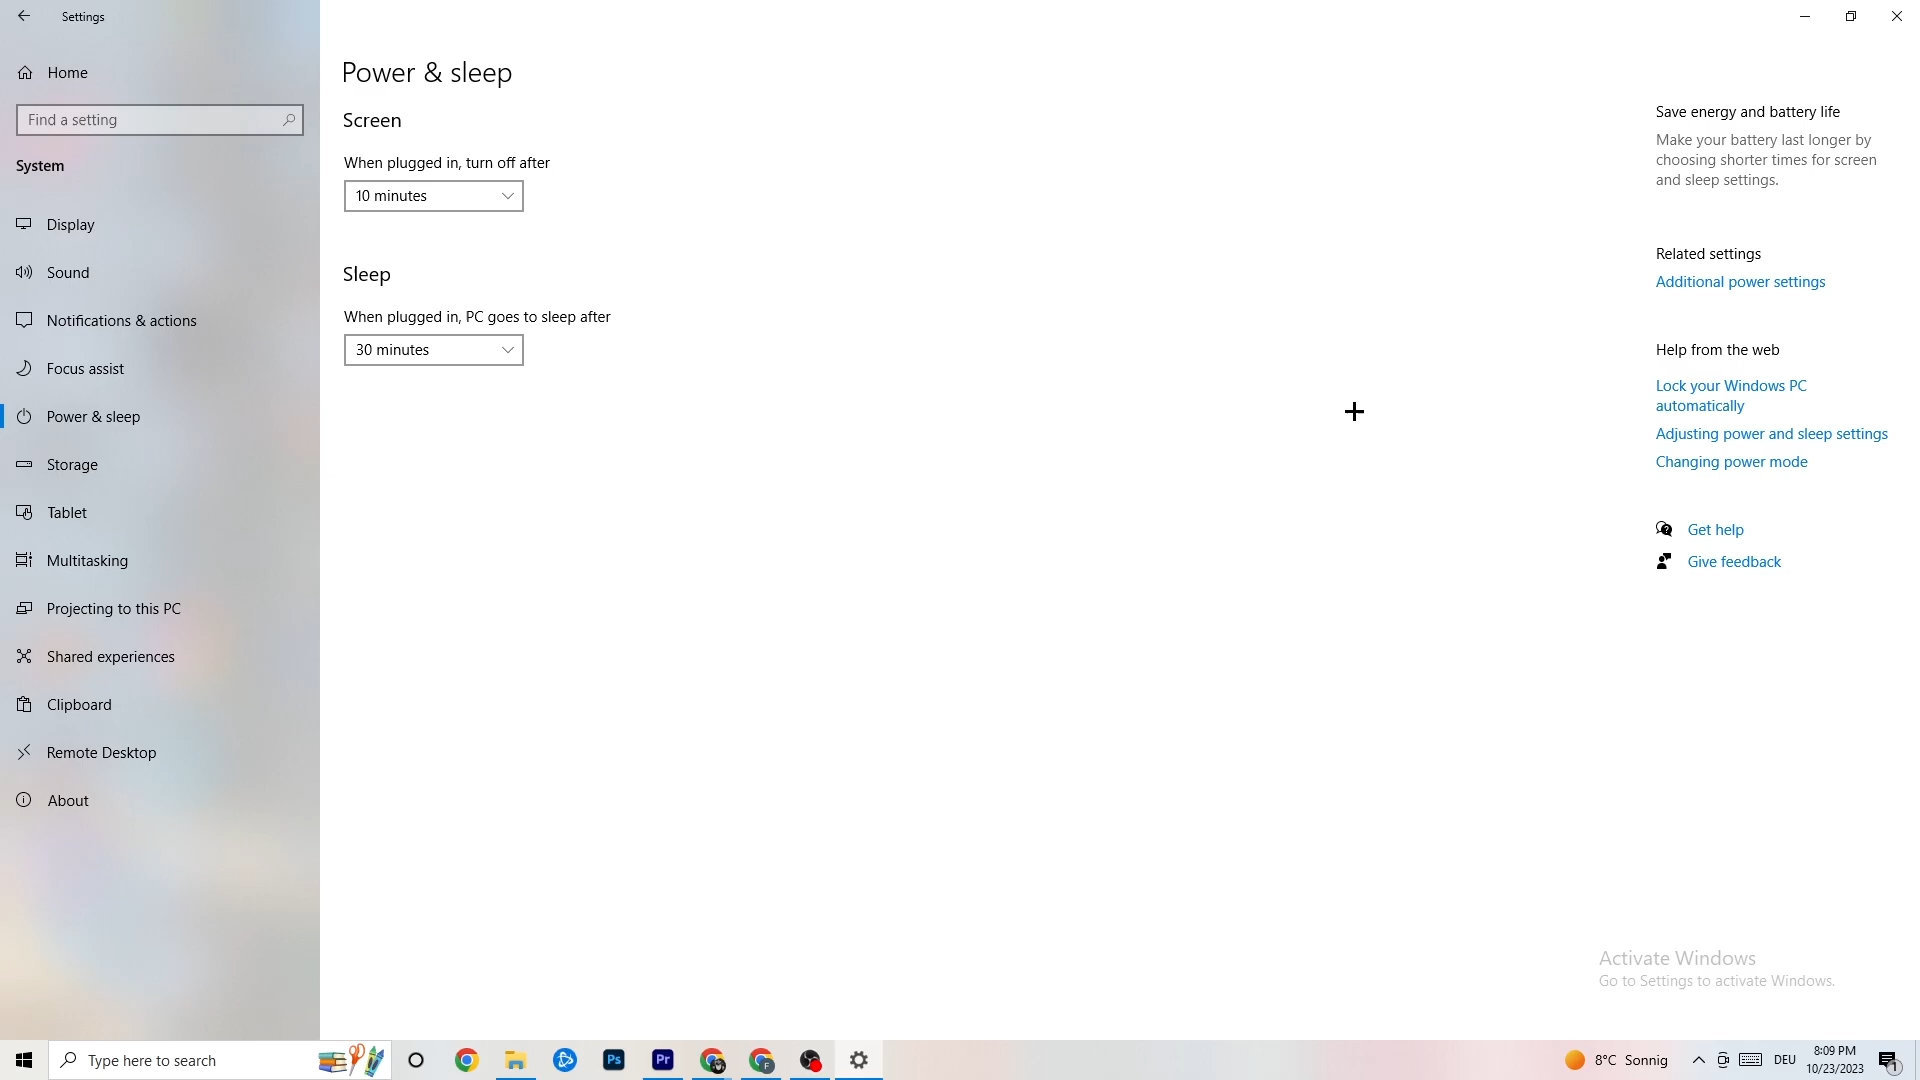 Settings
Home
Find a setting
System
Display
Sound
Notifications & actions
Focus assist
Power & sleep
Storage
Tablet
Multitasking
Projecting to this PC
Shared experiences
Clipboard
Remote Desktop
About
Power & sleep
Screen
When plugged in, turn off after
10 minutes
Sleep
When plugged in, PC goes to sleep after
30 minutes
Save energy and battery life
Make your battery last longer by
choosing shorter times for screen
and sleep settings.
Related settings
Additional power settings
Help from the web
Lock your Windows PC
automatically
Adjusting power and sleep settings
Changing power mode
Get help
Give feedback
Activate Windows
Go to Settings to activate Windows.
Type here to search
Ps
Pr
F
8°C Sonnig
DEU
8:09 PM
10/23/2023
1